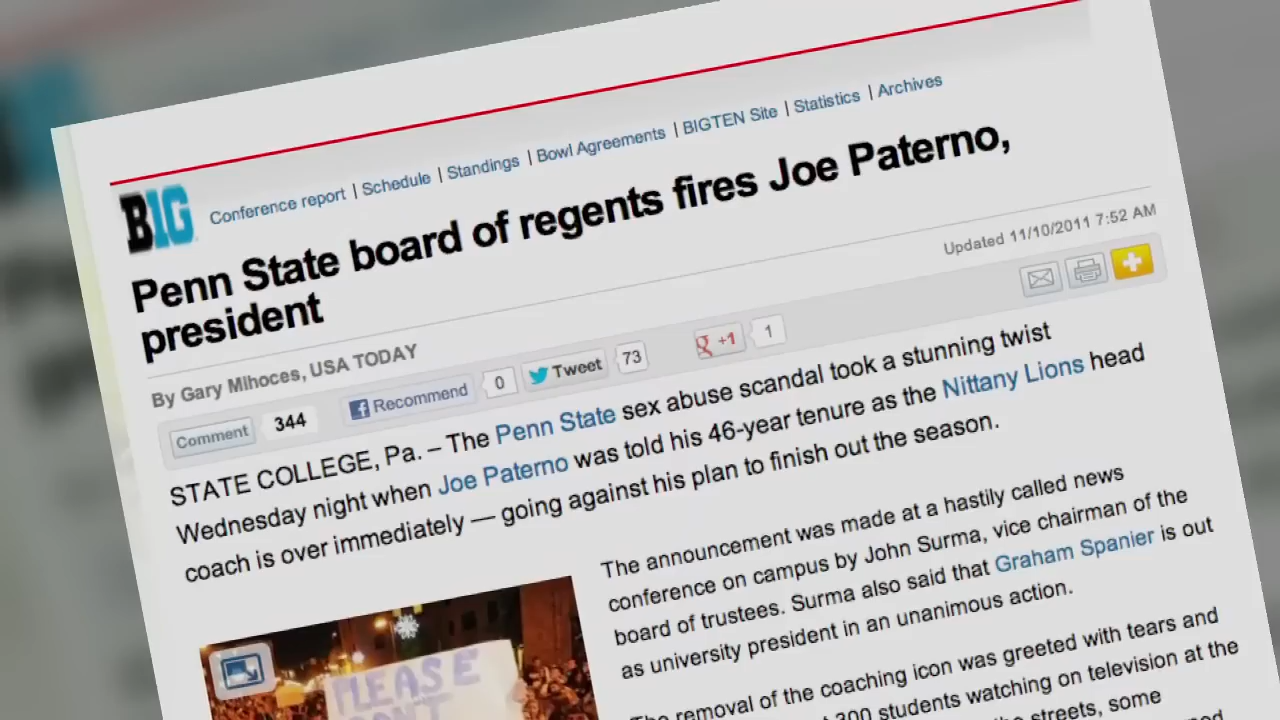 BIG
Conference report | Schedule | Standings | Bowl Agreements | BIGTEN Site | Statistics | Archives
Penn State board of regents fires Joe Paterno,
president
Updated 11/10/2011 7:52 AM
By Gary Mihoces, USA TODAY
Comment 344 Recommend 0 Tweet 73 g +1 1
STATE COLLEGE, Pa. – The Penn State sex abuse scandal took a stunning twist
Wednesday night when Joe Paterno was told his 46-year tenure as the Nittany Lions head
coach is over immediately — going against his plan to finish out the season.
The announcement was made at a hastily called news
conference on campus by John Surma, vice chairman of the
board of trustees. Surma also said that Graham Spanier is out
as university president in an unanimous action.
The removal of the coaching icon was greeted with tears and
300 students watching on television at the
the streets, some
PLEASE